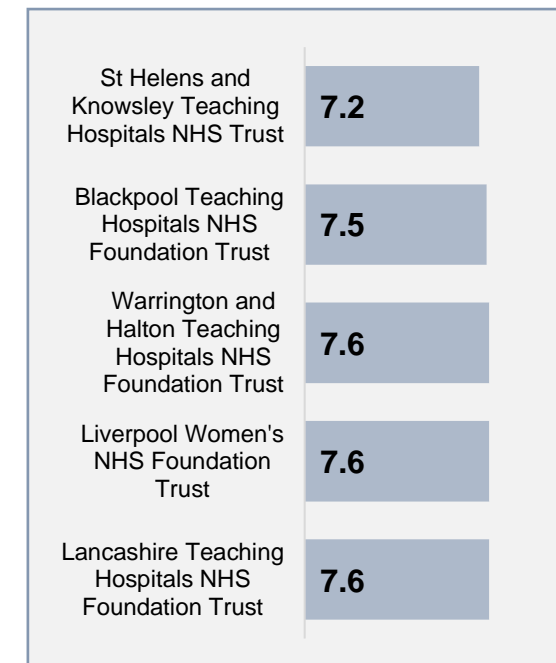 St Helens and
Knowsley Teaching
Hospitals NHS Trust
7.2
Blackpool Teaching
Hospitals NHS
Foundation Trust
7.5
Warrington and
Halton Teaching
Hospitals NHS
Foundation Trust
7.6
Liverpool Women's
NHS Foundation
Trust
7.6
Lancashire Teaching
Hospitals NHS
Foundation Trust
7.6